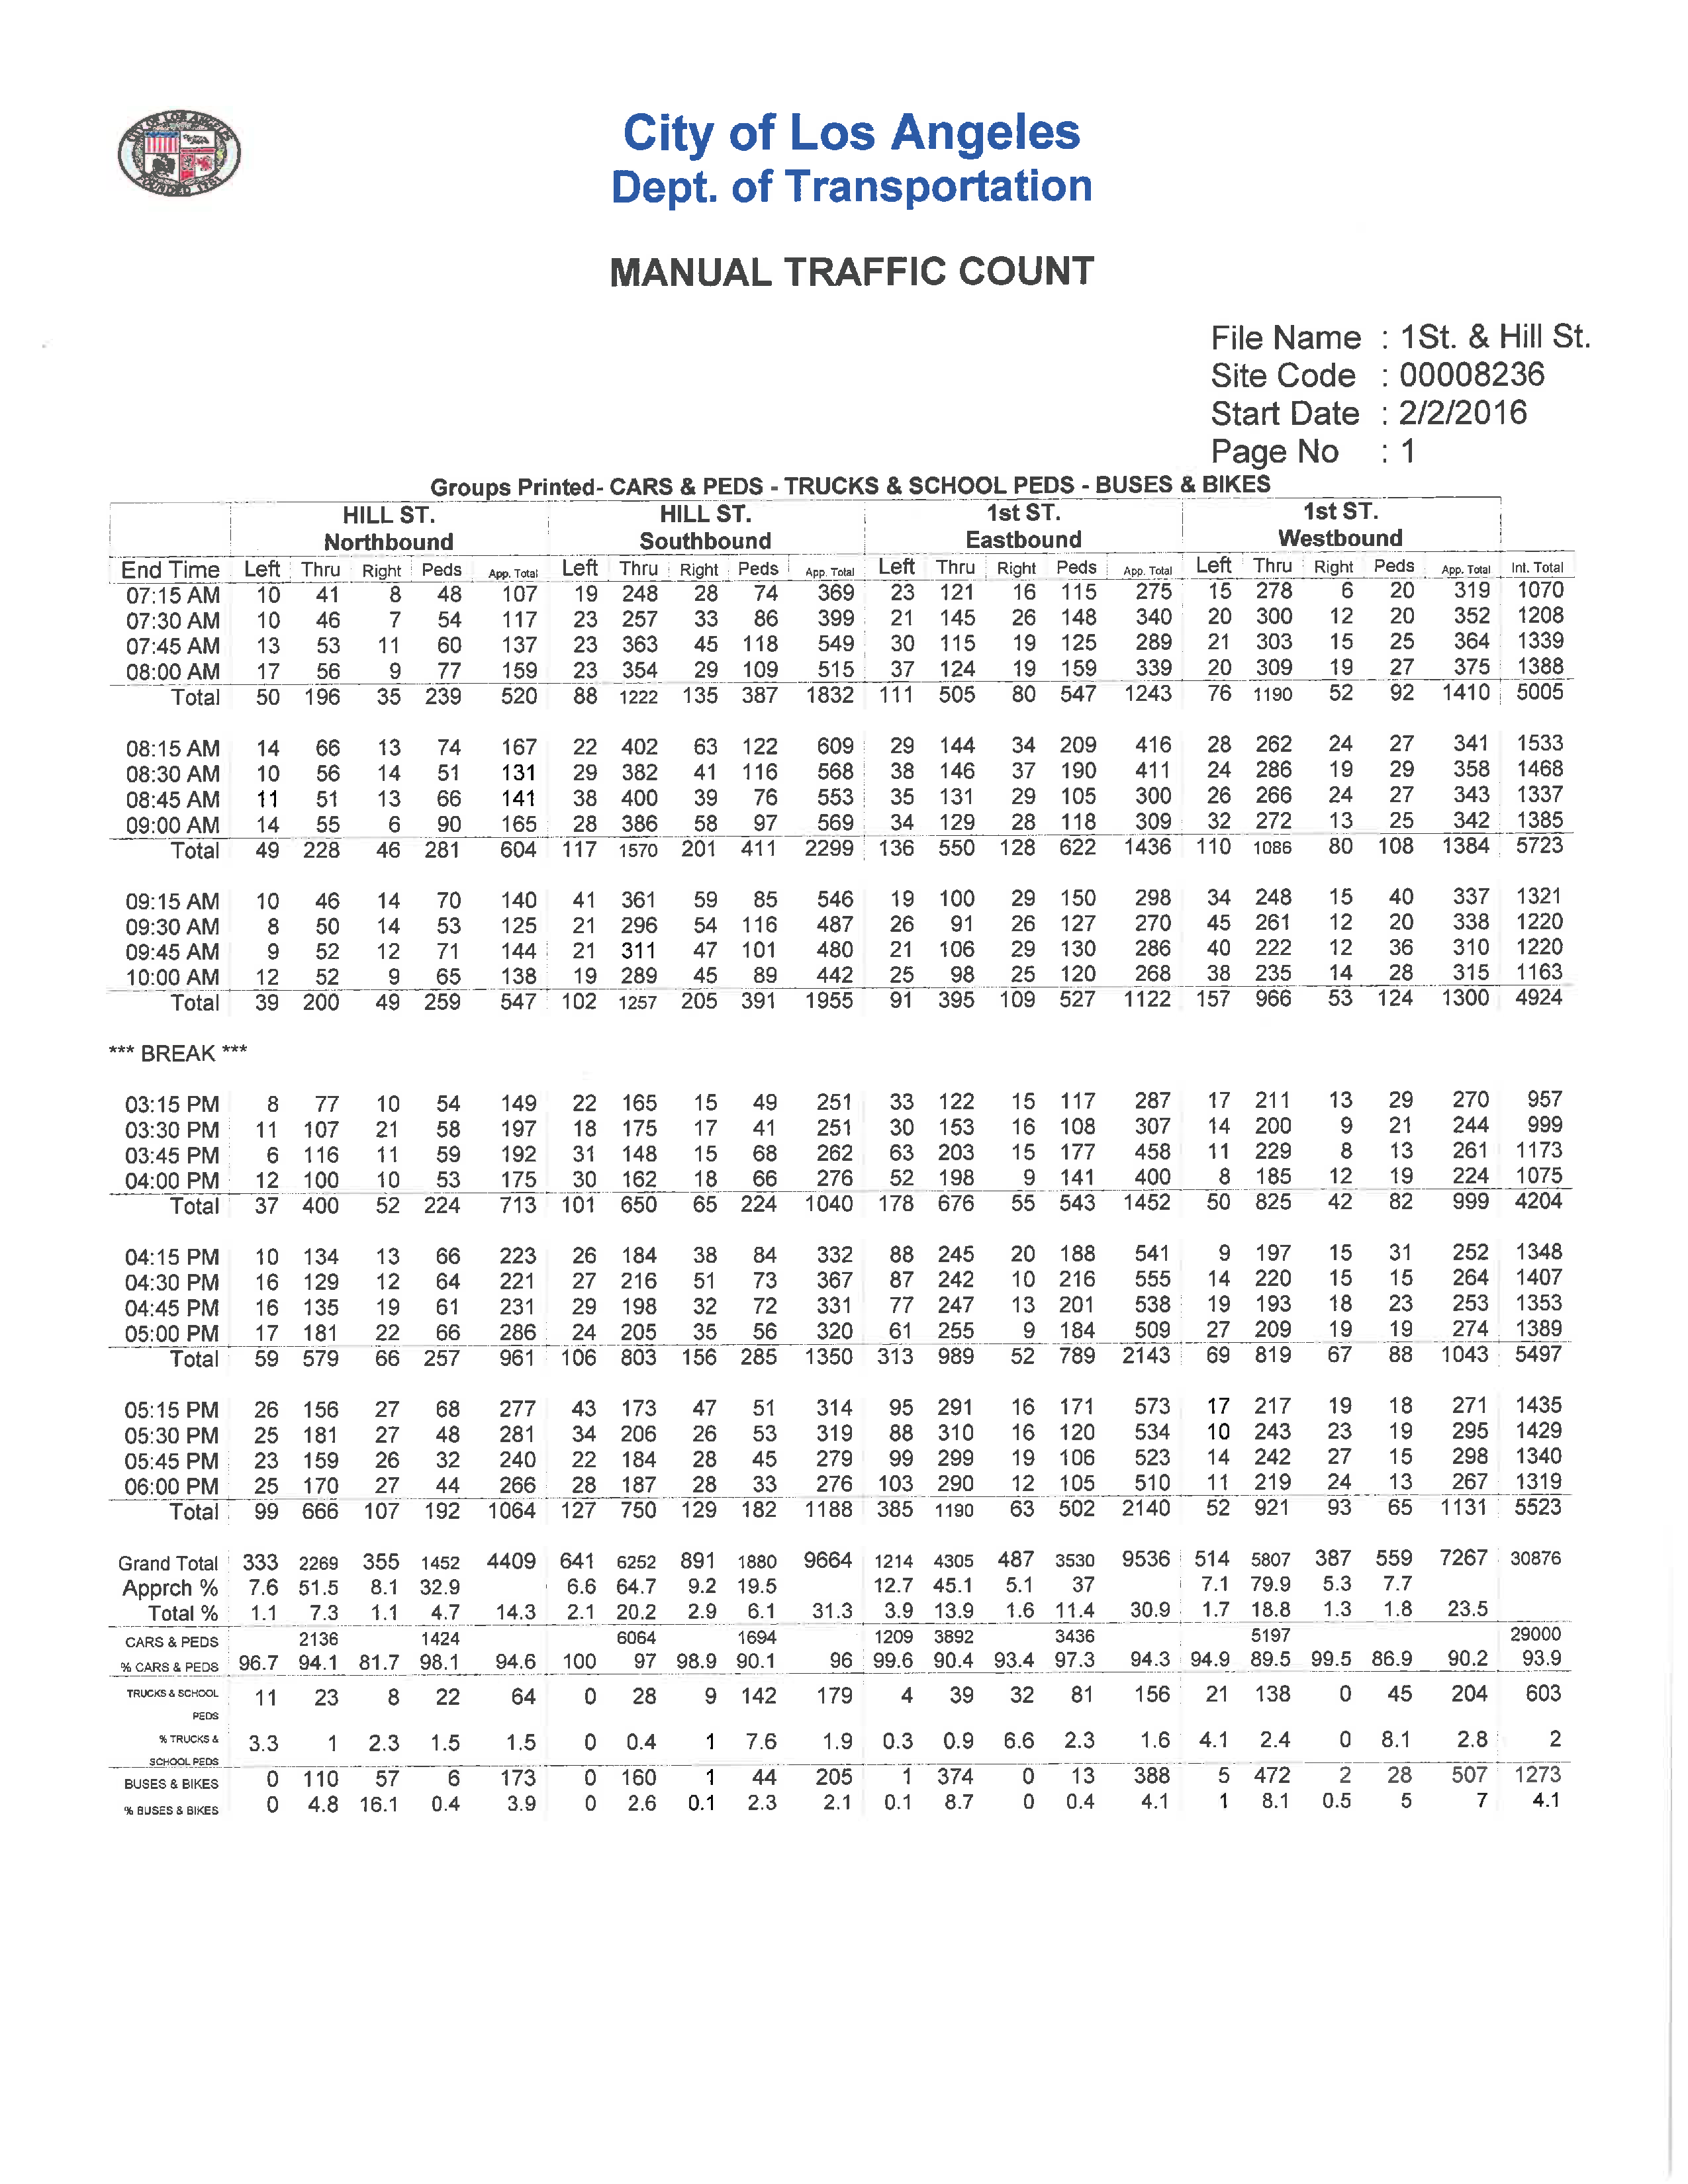 CITY OF LOS ANGELES
FOUNDED 1781
City of Los Angeles
Dept. of Transportation
MANUAL TRAFFIC COUNT
File Name : 1St. & Hill St.
Site Code : 00008236
Start Date : 2/2/2016
Page No : 1
Groups Printed- CARS & PEDS - TRUCKS & SCHOOL PEDS - BUSES & BIKES
HILL ST. HILL ST. 1st ST. 1st ST.
Northbound Southbound Eastbound Westbound
End Time Left Thru Right Peds App. Total Left Thru Right Peds App. Total Left Thru Right Peds App. Total Left Thru Right Peds App. Total Int. Total
07:15 AM 10 41 8 48 107 19 248 28 74 369 23 121 16 115 275 15 278 6 20 319 1070
07:30 AM 10 46 7 54 117 23 257 33 86 399 21 145 26 148 340 20 300 12 20 352 1208
07:45 AM 13 53 11 60 137 23 363 45 118 549 30 115 19 125 289 21 303 15 25 364 1339
08:00 AM 17 56 9 77 159 23 354 29 109 515 37 124 19 159 339 20 309 19 27 375 1388
Total 50 196 35 239 520 88 1222 135 387 1832 111 505 80 547 1243 76 1190 52 92 1410 5005
08:15 AM 14 66 13 74 167 22 402 63 122 609 29 144 34 209 416 28 262 24 27 341 1533
08:30 AM 10 56 14 51 131 29 382 41 116 568 38 146 37 190 411 24 286 19 29 358 1468
08:45 AM 11 51 13 66 141 38 400 39 76 553 35 131 29 105 300 26 266 24 27 343 1337
09:00 AM 14 55 6 90 165 28 386 58 97 569 34 129 28 118 309 32 272 13 25 342 1385
Total 49 228 46 281 604 117 1570 201 411 2299 136 550 128 622 1436 110 1086 80 108 1384 5723
09:15 AM 10 46 14 70 140 41 361 59 85 546 19 100 29 150 298 34 248 15 40 337 1321
09:30 AM 8 50 14 53 125 21 296 54 116 487 26 91 26 127 270 45 261 12 20 338 1220
09:45 AM 9 52 12 71 144 21 311 47 101 480 21 106 29 130 286 40 222 12 36 310 1220
10:00 AM 12 52 9 65 138 19 289 45 89 442 25 98 25 120 268 38 235 14 28 315 1163
Total 39 200 49 259 547 102 1257 205 391 1955 91 395 109 527 1122 157 966 53 124 1300 4924
*** BREAK ***
03:15 PM 8 77 10 54 149 22 165 15 49 251 33 122 15 117 287 17 211 13 29 270 957
03:30 PM 11 107 21 58 197 18 175 17 41 251 30 153 16 108 307 14 200 9 21 244 999
03:45 PM 6 116 11 59 192 31 148 15 68 262 63 203 15 177 458 11 229 8 13 261 1173
04:00 PM 12 100 10 53 175 30 162 18 66 276 52 198 9 141 400 8 185 12 19 224 1075
Total 37 400 52 224 713 101 650 65 224 1040 178 676 55 543 1452 50 825 42 82 999 4204
04:15 PM 10 134 13 66 223 26 184 38 84 332 88 245 20 188 541 9 197 15 31 252 1348
04:30 PM 16 129 12 64 221 27 216 51 73 367 87 242 10 216 555 14 220 15 15 264 1407
04:45 PM 16 135 19 61 231 29 198 32 72 331 77 247 13 201 538 19 193 18 23 253 1353
05:00 PM 17 181 22 66 286 24 205 35 56 320 61 255 9 184 509 27 209 19 19 274 1389
Total 59 579 66 257 961 106 803 156 285 1350 313 989 52 789 2143 69 819 67 88 1043 5497
05:15 PM 26 156 27 68 277 43 173 47 51 314 95 291 16 171 573 17 217 19 18 271 1435
05:30 PM 25 181 27 48 281 34 206 26 53 319 88 310 16 120 534 10 243 23 19 295 1429
05:45 PM 23 159 26 32 240 22 184 28 45 279 99 299 19 106 523 14 242 27 15 298 1340
06:00 PM 25 170 27 44 266 28 187 28 33 276 103 290 12 105 510 11 219 24 13 267 1319
Total 99 666 107 192 1064 127 750 129 182 1188 385 1190 63 502 2140 52 921 93 65 1131 5523
Grand Total 333 2269 355 1452 4409 641 6252 891 1880 9664 1214 4305 487 3530 9536 514 5807 387 559 7267 30876
Apprch % 7.6 51.5 8.1 32.9 6.6 64.7 9.2 19.5 12.7 45.1 5.1 37 7.1 79.9 5.3 7.7
Total % 1.1 7.3 1.1 4.7 14.3 2.1 20.2 2.9 6.1 31.3 3.9 13.9 1.6 11.4 30.9 1.7 18.8 1.3 1.8 23.5
CARS & PEDS 2136 1424 6064 1694 1209 3892 3436 5197 29000
% CARS & PEDS 96.7 94.1 81.7 98.1 94.6 100 97 98.9 90.1 96 99.6 90.4 93.4 97.3 94.3 94.9 89.5 99.5 86.9 90.2 93.9
TRUCKS & SCHOOL 11 23 8 22 64 0 28 9 142 179 4 39 32 81 156 21 138 0 45 204 603
PEDS
% TRUCKS & 3.3 1 2.3 1.5 1.5 0 0.4 1 7.6 1.9 0.3 0.9 6.6 2.3 1.6 4.1 2.4 0 8.1 2.8 2
SCHOOL PEDS
BUSES & BIKES 0 110 57 6 173 0 160 1 44 205 1 374 0 13 388 5 472 2 28 507 1273
% BUSES & BIKES 0 4.8 16.1 0.4 3.9 0 2.6 0.1 2.3 2.1 0.1 8.7 0 0.4 4.1 1 8.1 0.5 5 7 4.1